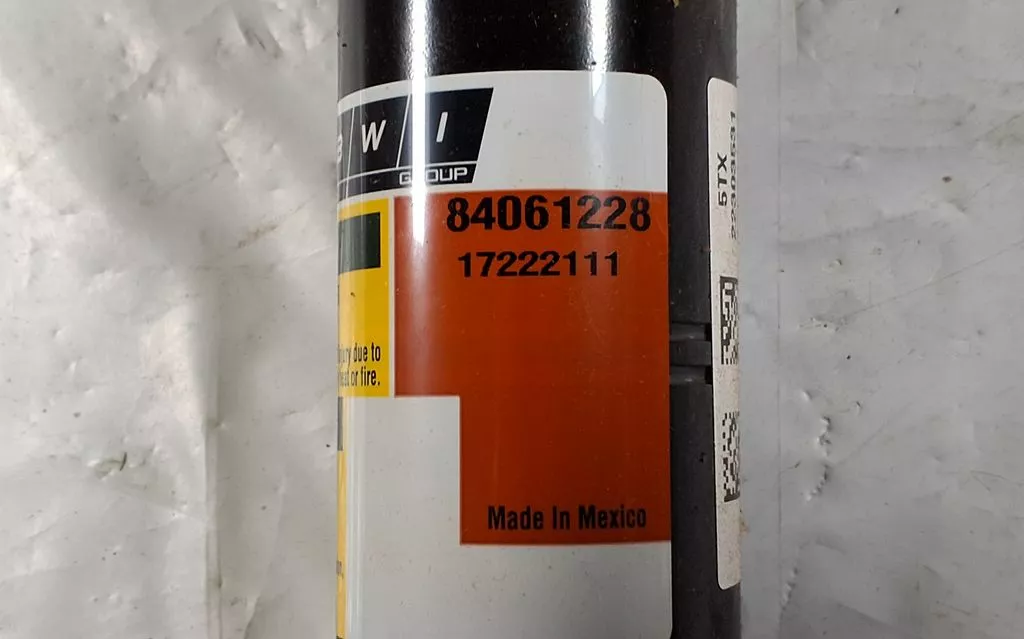 W I
GROUP
84061228
17222111
due to
or fire.
Made In Mexico
5TX